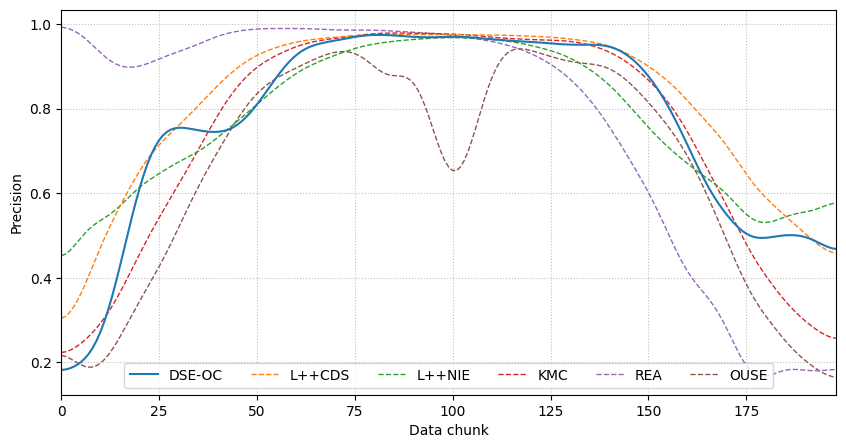 1.0
0.8
0.6
0.4
0.2
Precision
DSE-OC L++CDS L++NIE KMC REA OUSE
0 25 50 75 100 125 150 175
Data chunk